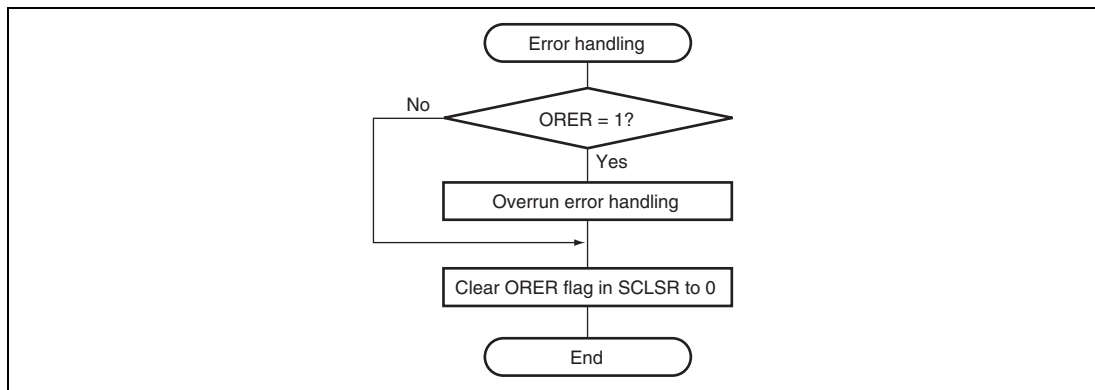 Error handling
No
ORER = 1?
Yes
Overrun error handling
Clear ORER flag in SCLSR to 0
End